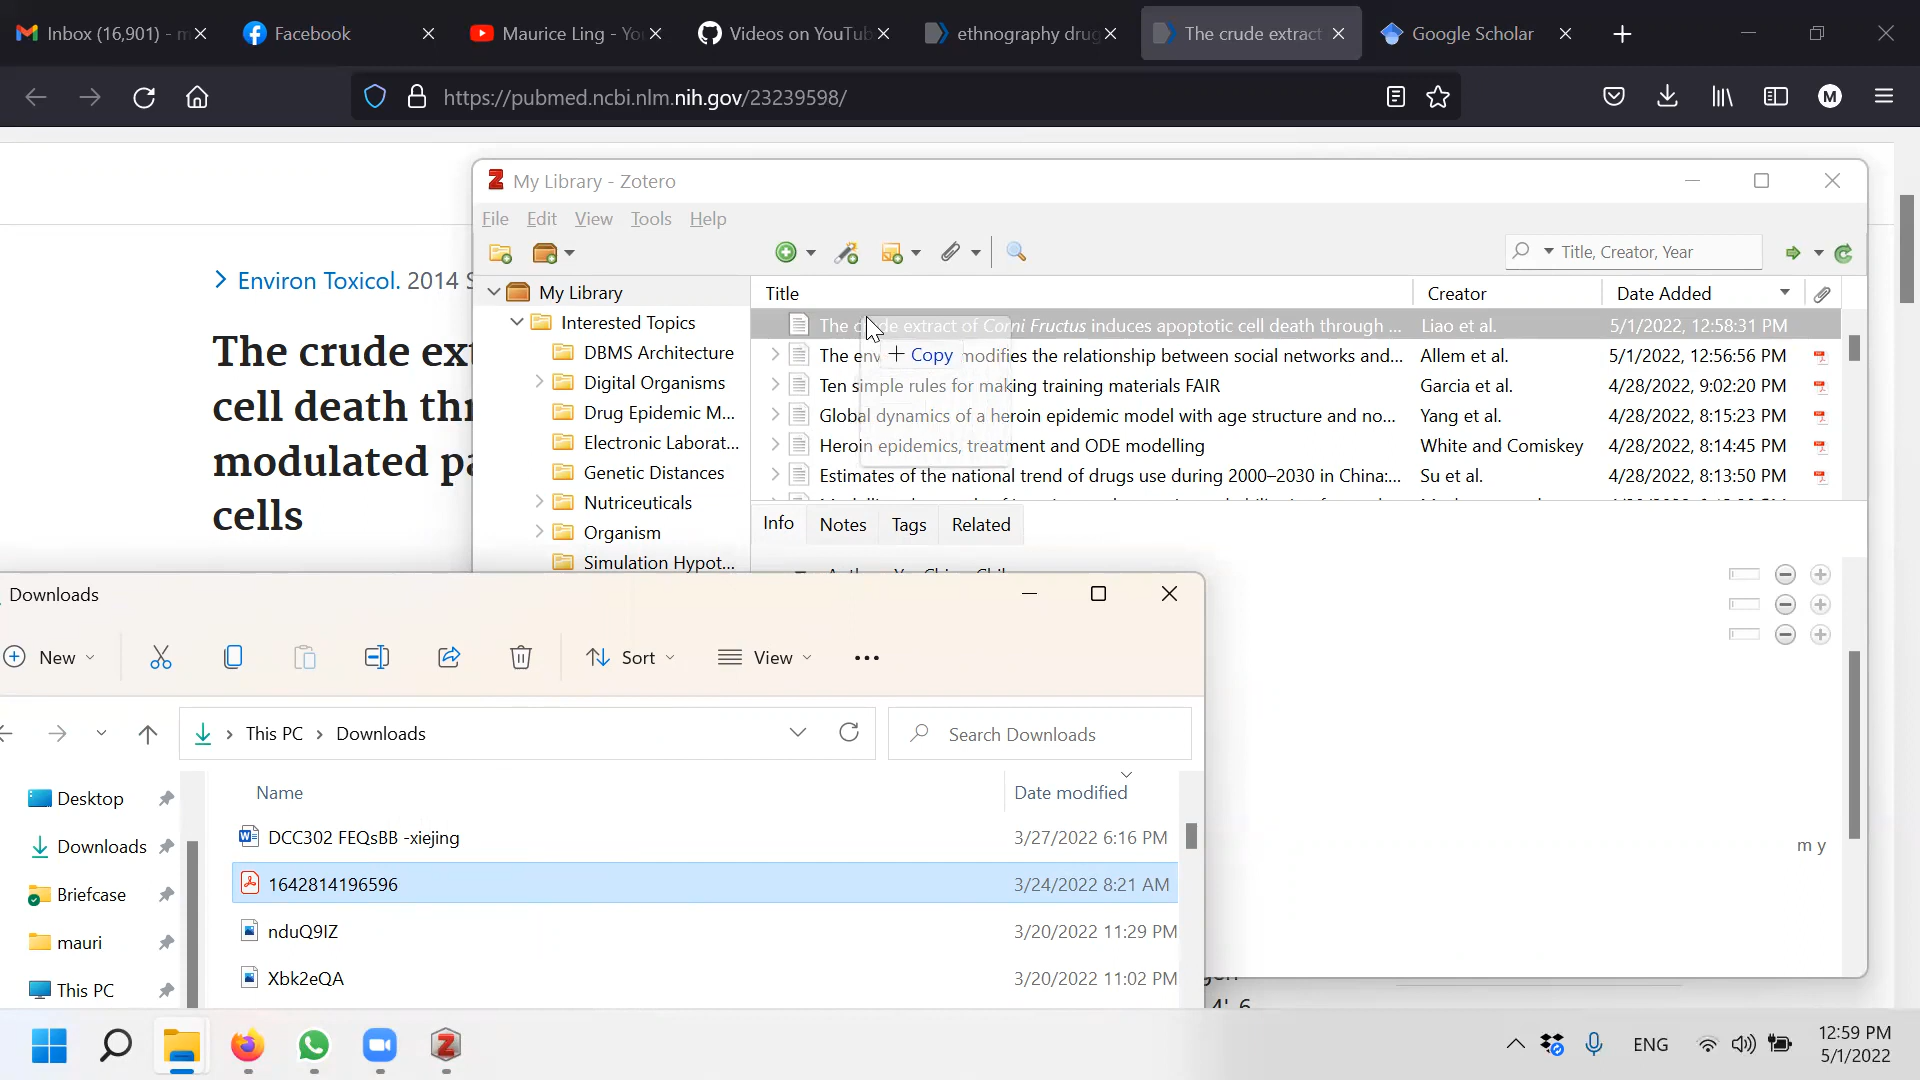 Inbox (16,901) - m
Facebook
Maurice Ling - Yo
Videos on YouTub
ethnography drug
The crude extract
Google Scholar
https://pubmed.ncbi.nlm.nih.gov/23239598/
M
> Environ Toxicol. 2014 S
The crude ext
cell death thr
modulated pa
cells
My Library - Zotero
File Edit View Tools Help
Title, Creator, Year
My Library
Interested Topics
DBMS Architecture
Digital Organisms
Drug Epidemic M...
Electronic Laborat...
Genetic Distances
Nutriceuticals
Organism
Simulation Hypot...
Title Creator Date Added
The crude extract of Corni Fructus induces apoptotic cell death through ... Liao et al. 5/1/2022, 12:58:31 PM
The env + Copy modifies the relationship between social networks and... Allem et al. 5/1/2022, 12:56:56 PM
Ten simple rules for making training materials FAIR Garcia et al. 4/28/2022, 9:02:20 PM
Global dynamics of a heroin epidemic model with age structure and no... Yang et al. 4/28/2022, 8:15:23 PM
Heroin epidemics, treatment and ODE modelling White and Comiskey 4/28/2022, 8:14:45 PM
Estimates of the national trend of drugs use during 2000–2030 in China:... Su et al. 4/28/2022, 8:13:50 PM
Info Notes Tags Related
m y
Downloads
New Sort View
This PC > Downloads
Search Downloads
Desktop
Downloads
Briefcase
mauri
This PC
Name Date modified
DCC302 FEQsBB -xiejing 3/27/2022 6:16 PM
1642814196596 3/24/2022 8:21 AM
nduQ9IZ 3/20/2022 11:29 PM
Xbk2eQA 3/20/2022 11:02 PM
ENG
12:59 PM
5/1/2022